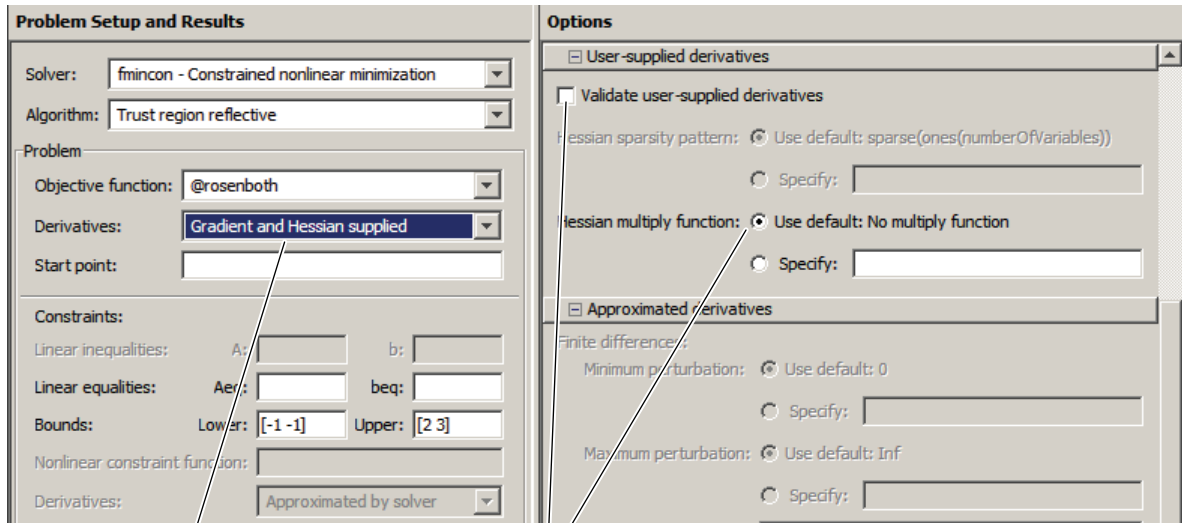 Problem Setup and Results
Solver: fmincon - Constrained nonlinear minimization
Algorithm: Trust region reflective
Problem
Objective function: @rosenboth
Derivatives: Gradient and Hessian supplied
Start point:
Constraints:
Linear inequalities: A: b:
Linear equalities: Aeq: beq:
Bounds: Lower: [-1 -1] Upper: [2 3]
Nonlinear constraint function:
Derivatives: Approximated by solver
Options
User-supplied derivatives
Validate user-supplied derivatives
Hessian sparsity pattern: Use default: sparse(ones(numberOfVariables))
Specify:
Hessian multiply function: Use default: No multiply function
Specify:
Approximated derivatives
Finite differences:
Minimum perturbation: Use default: 0
Specify:
Maximum perturbation: Use default: Inf
Specify: